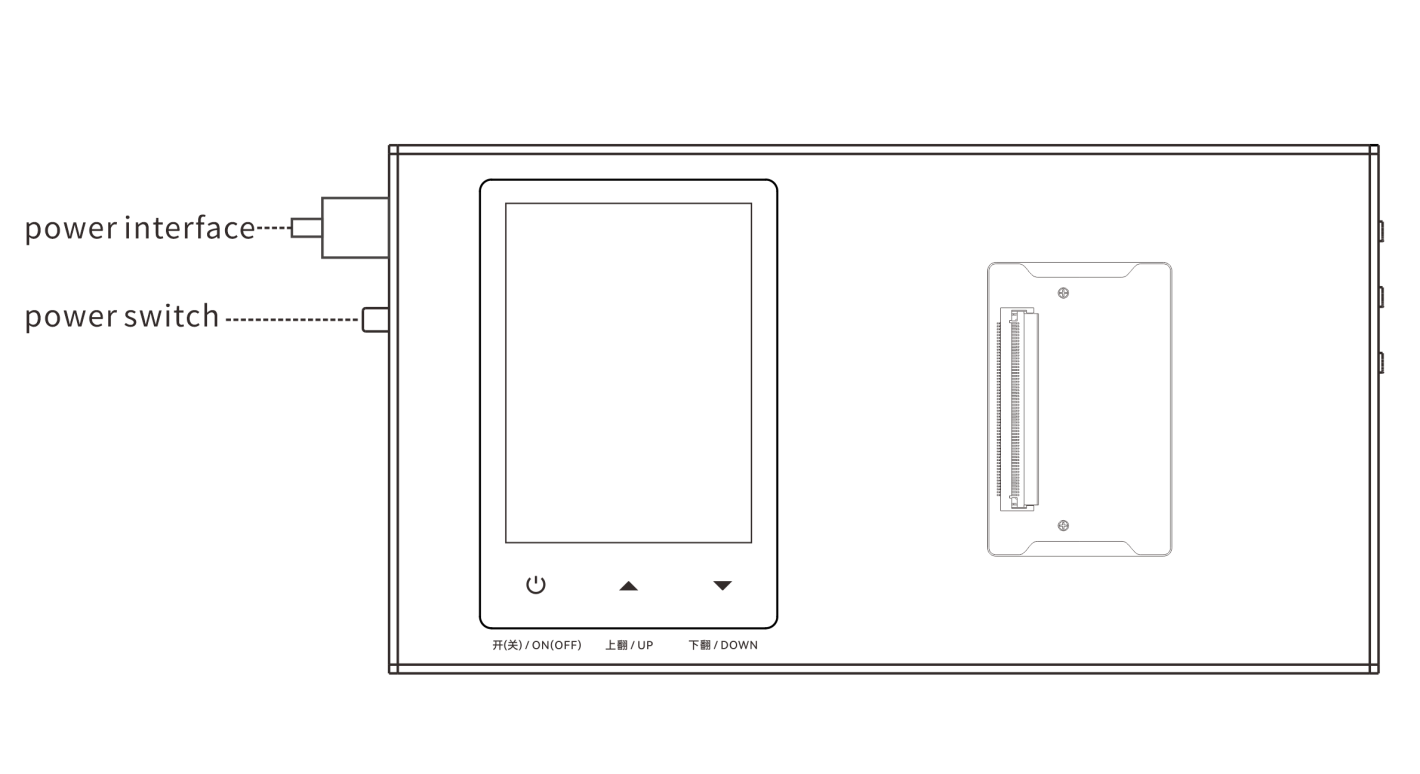 power interface
power switch
开(关) / ON(OFF)
上翻 / UP
下翻 / DOWN